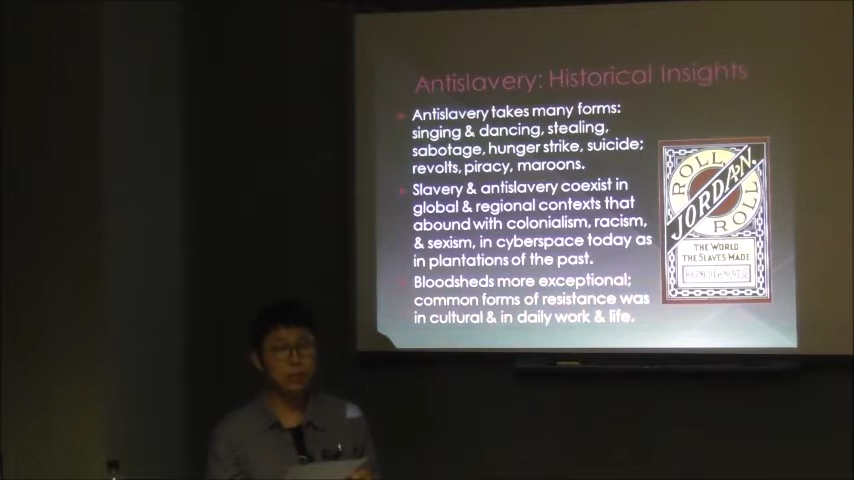 Antislavery: Historical Insights
Antislavery takes many forms:
singing & dancing, stealing,
sabotage, hunger strike, suicide;
revolts, piracy, maroons.
Slavery & antislavery coexist in
global & regional contexts that
abound with colonialism, racism,
& sexism, in cyberspace today as
in plantations of the past.
Bloodsheds more exceptional;
common forms of resistance was
in cultural & in daily work & life.
ROLL
JORDAN,
ROLL
THE WORLD
THE SLAVES MADE